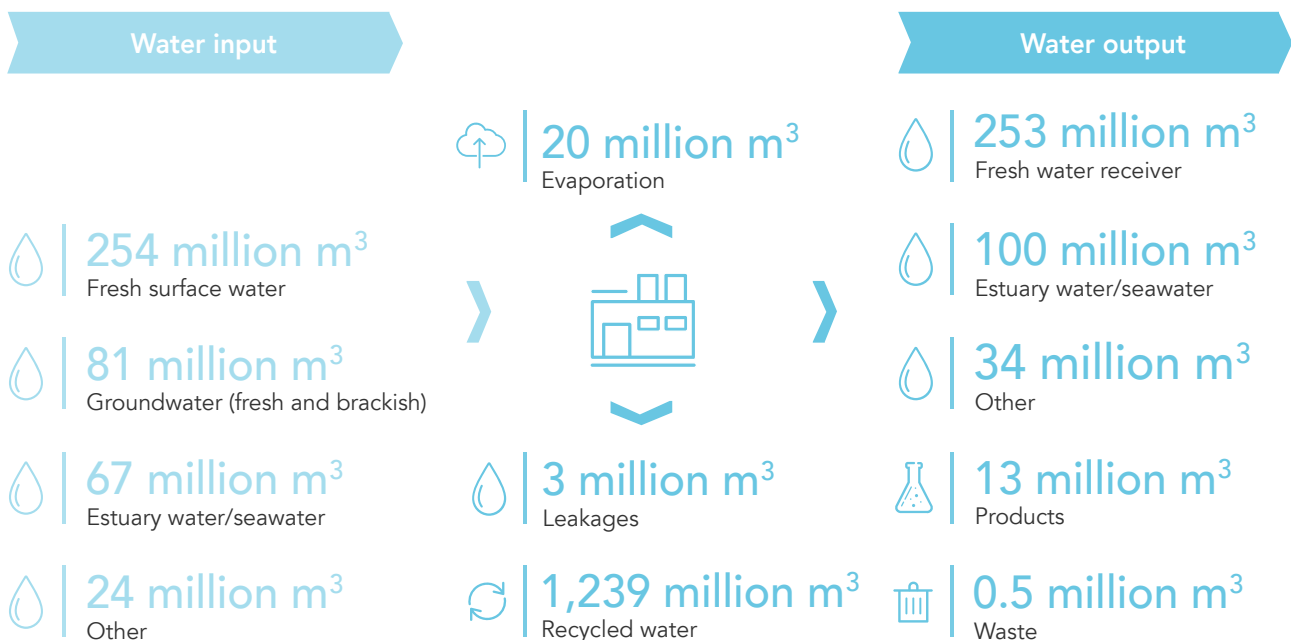 Water input
254 million m³
Fresh surface water
81 million m³
Groundwater (fresh and brackish)
67 million m³
Estuary water/seawater
24 million m³
Other
20 million m³
Evaporation
3 million m³
Leakages
1,239 million m³
Recycled water
Water output
253 million m³
Fresh water receiver
100 million m³
Estuary water/seawater
34 million m³
Other
13 million m³
Products
0.5 million m³
Waste